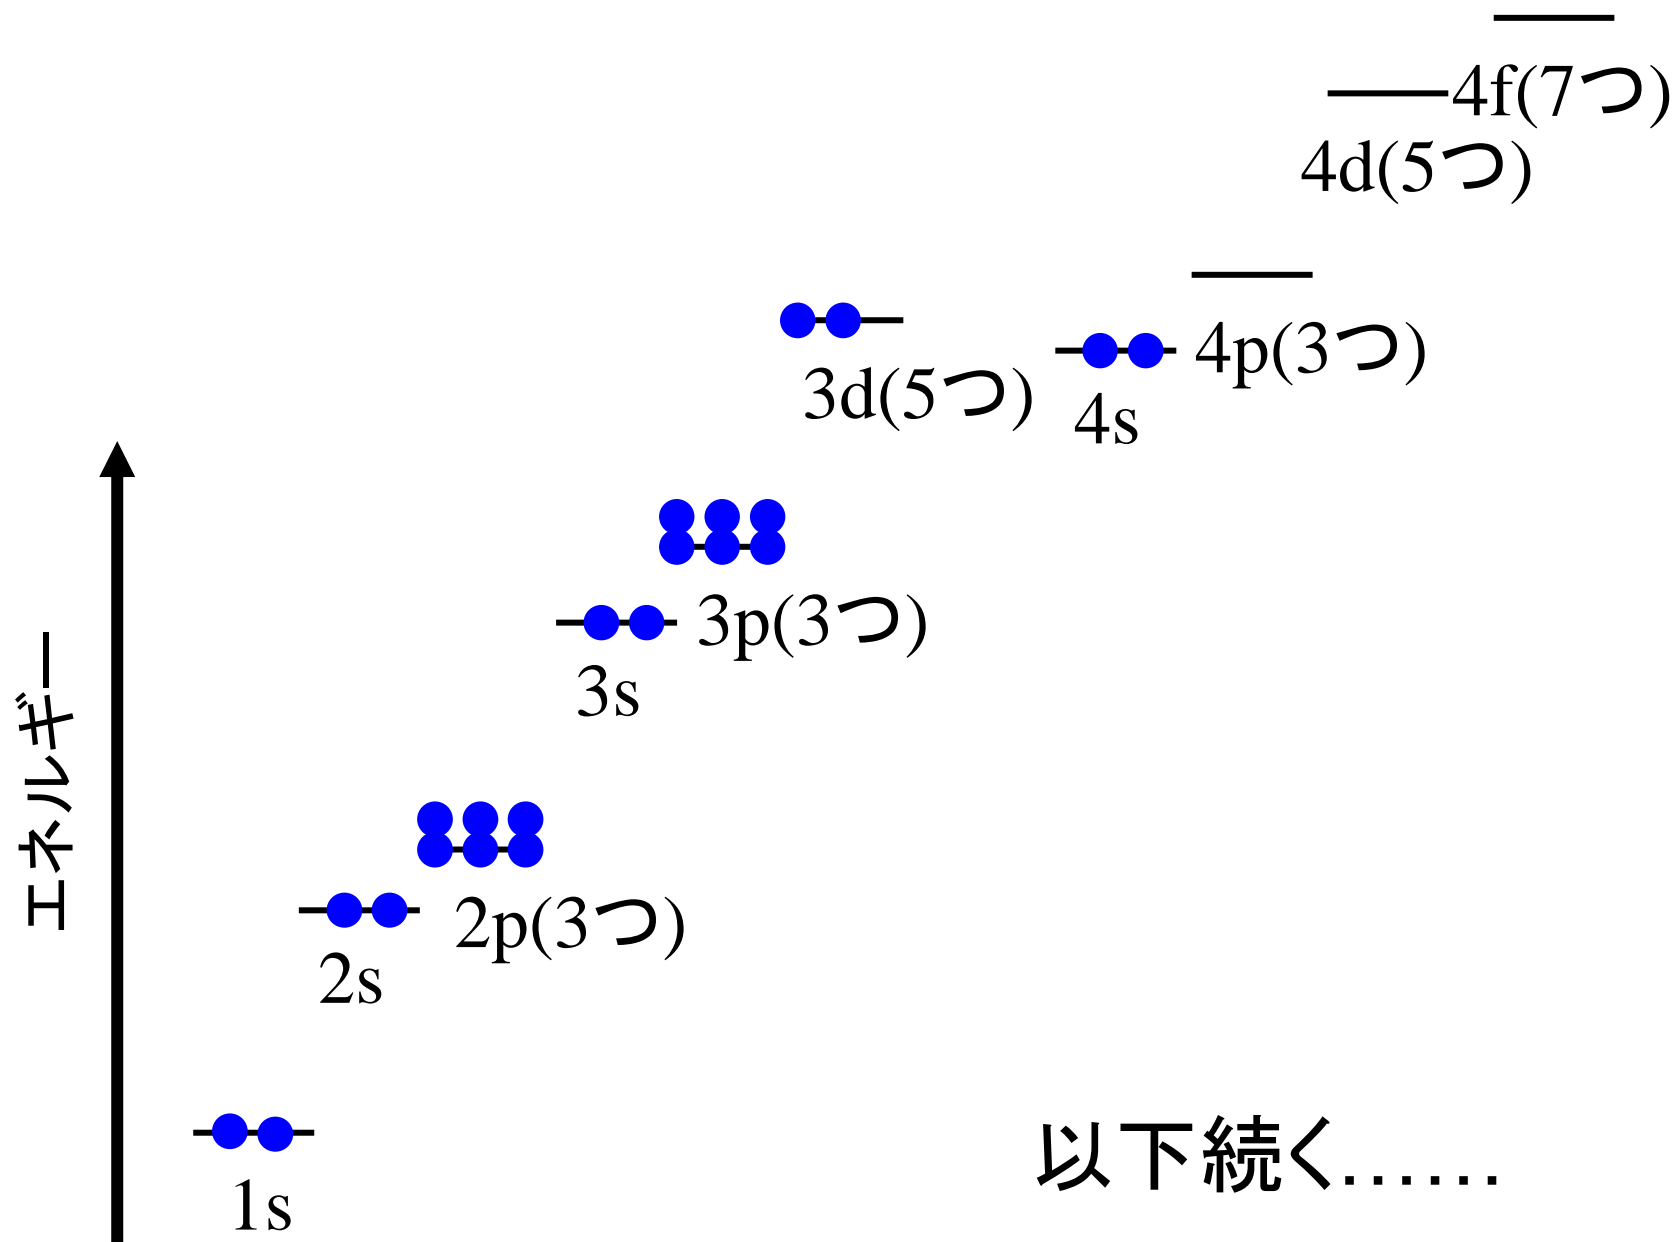 4f(7つ)
4d(5つ)
4p(3つ)
3d(5つ)
4s
3p(3つ)
3s
エネルギー
2p(3つ)
2s
1s
以下続く……